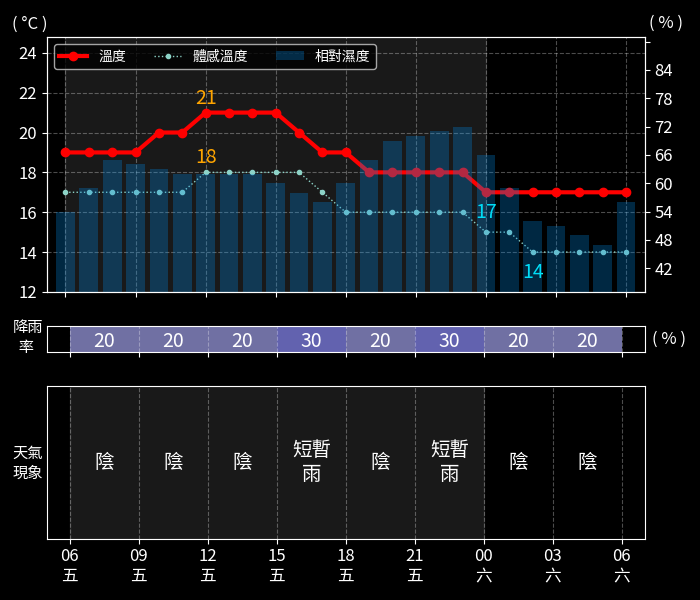 ( °C )
( % )
溫度
體感溫度
相對濕度
24
22
20
18
16
14
12
84
78
72
66
60
54
48
42
21
18
17
14
降雨率
20 20 20 30 20 30 20 20
( % )
天氣現象
陰 陰 陰 短暫雨 陰 短暫雨 陰 陰
06 09 12 15 18 21 00 03 06
五 五 五 五 五 五 六 六 六